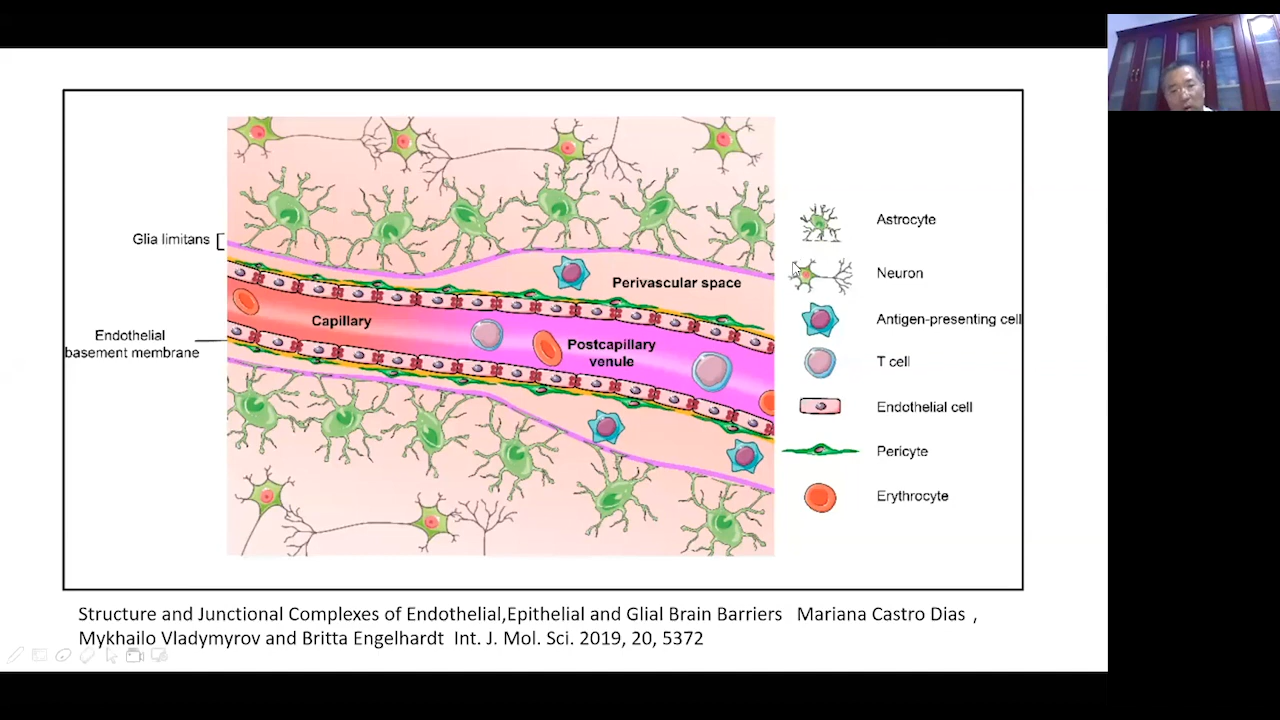 Glia limitans
Endothelial
basement membrane
Perivascular space
Capillary
Postcapillary
venule
Astrocyte
Neuron
Antigen-presenting cell
T cell
Endothelial cell
Pericyte
Erythrocyte
Structure and Junctional Complexes of Endothelial,Epithelial and Glial Brain Barriers Mariana Castro Dias ,
Mykhailo Vladymyrov and Britta Engelhardt Int. J. Mol. Sci. 2019, 20, 5372